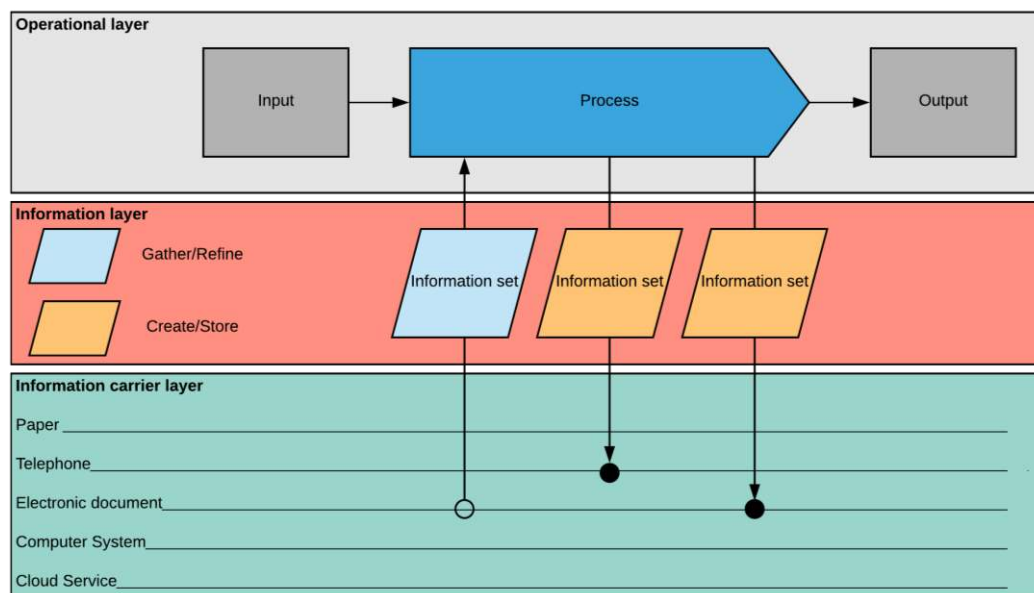 Operational layer
Input
Process
Output
Information layer
Gather/Refine
Create/Store
Information set
Information set
Information set
Information carrier layer
Paper
Telephone
Electronic document
Computer System
Cloud Service